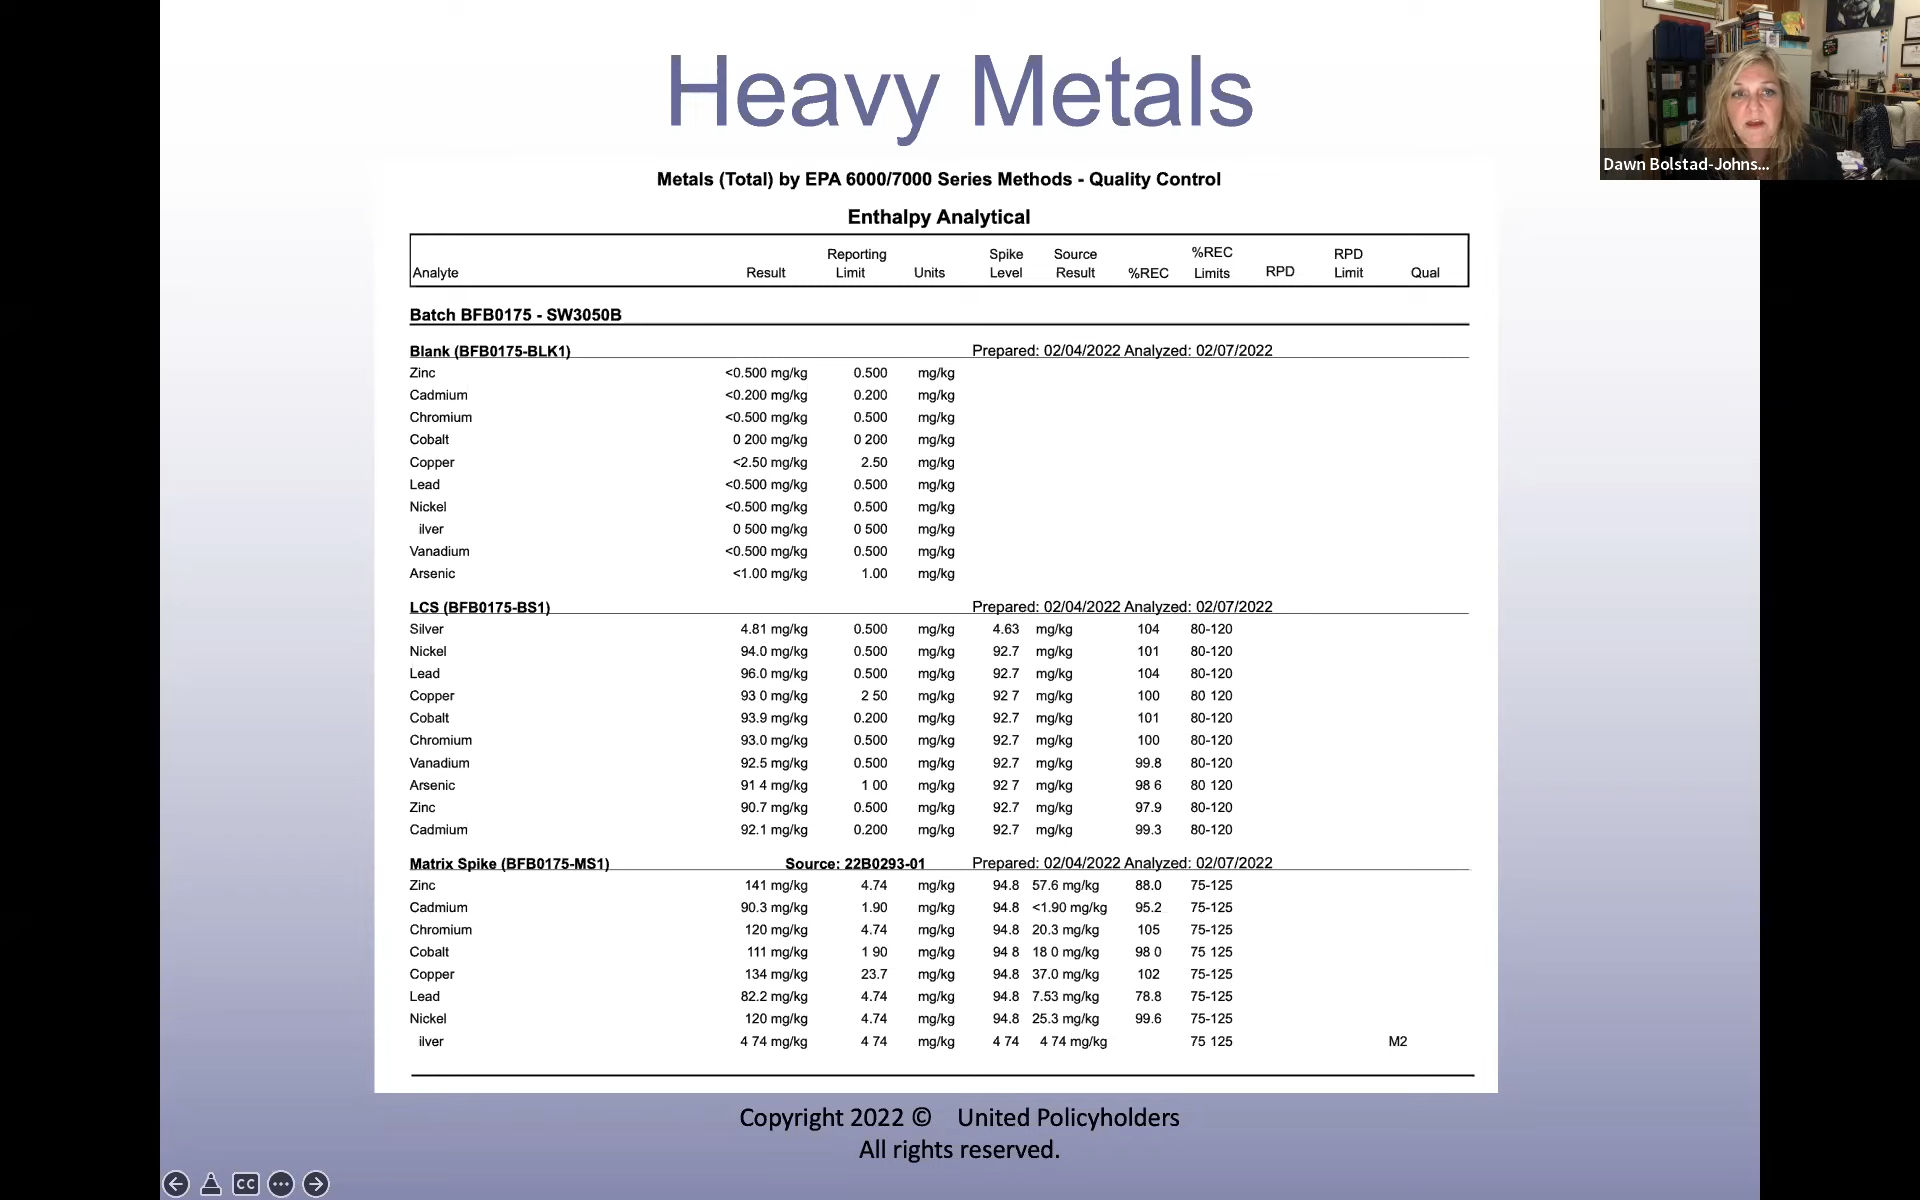 Heavy Metals
Dawn Bolstad-Johns...
Metals (Total) by EPA 6000/7000 Series Methods - Quality Control
Enthalpy Analytical
Analyte Result Reporting Limit Units Spike Level Source Result %REC %REC Limits RPD RPD Limit Qual
Batch BFB0175 - SW3050B
Blank (BFB0175-BLK1) Prepared: 02/04/2022 Analyzed: 02/07/2022
Zinc <0.500 mg/kg 0.500 mg/kg
Cadmium <0.200 mg/kg 0.200 mg/kg
Chromium <0.500 mg/kg 0.500 mg/kg
Cobalt 0 200 mg/kg 0 200 mg/kg
Copper <2.50 mg/kg 2.50 mg/kg
Lead <0.500 mg/kg 0.500 mg/kg
Nickel <0.500 mg/kg 0.500 mg/kg
ilver 0 500 mg/kg 0 500 mg/kg
Vanadium <0.500 mg/kg 0.500 mg/kg
Arsenic <1.00 mg/kg 1.00 mg/kg
LCS (BFB0175-BS1) Prepared: 02/04/2022 Analyzed: 02/07/2022
Silver 4.81 mg/kg 0.500 mg/kg 4.63 mg/kg 104 80-120
Nickel 94.0 mg/kg 0.500 mg/kg 92.7 mg/kg 101 80-120
Lead 96.0 mg/kg 0.500 mg/kg 92.7 mg/kg 104 80-120
Copper 93 0 mg/kg 2 50 mg/kg 92 7 mg/kg 100 80 120
Cobalt 93.9 mg/kg 0.200 mg/kg 92.7 mg/kg 101 80-120
Chromium 93.0 mg/kg 0.500 mg/kg 92.7 mg/kg 100 80-120
Vanadium 92.5 mg/kg 0.500 mg/kg 92.7 mg/kg 99.8 80-120
Arsenic 91 4 mg/kg 1 00 mg/kg 92 7 mg/kg 98 6 80 120
Zinc 90.7 mg/kg 0.500 mg/kg 92.7 mg/kg 97.9 80-120
Cadmium 92.1 mg/kg 0.200 mg/kg 92.7 mg/kg 99.3 80-120
Matrix Spike (BFB0175-MS1) Source: 22B0293-01 Prepared: 02/04/2022 Analyzed: 02/07/2022
Zinc 141 mg/kg 4.74 mg/kg 94.8 57.6 mg/kg 88.0 75-125
Cadmium 90.3 mg/kg 1.90 mg/kg 94.8 <1.90 mg/kg 95.2 75-125
Chromium 120 mg/kg 4.74 mg/kg 94.8 20.3 mg/kg 105 75-125
Cobalt 111 mg/kg 1 90 mg/kg 94 8 18 0 mg/kg 98 0 75 125
Copper 134 mg/kg 23.7 mg/kg 94.8 37.0 mg/kg 102 75-125
Lead 82.2 mg/kg 4.74 mg/kg 94.8 7.53 mg/kg 78.8 75-125
Nickel 120 mg/kg 4.74 mg/kg 94.8 25.3 mg/kg 99.6 75-125
ilver 4 74 mg/kg 4 74 mg/kg 4 74 4 74 mg/kg 75 125 M2
Copyright 2022 © United Policyholders
All rights reserved.
CC